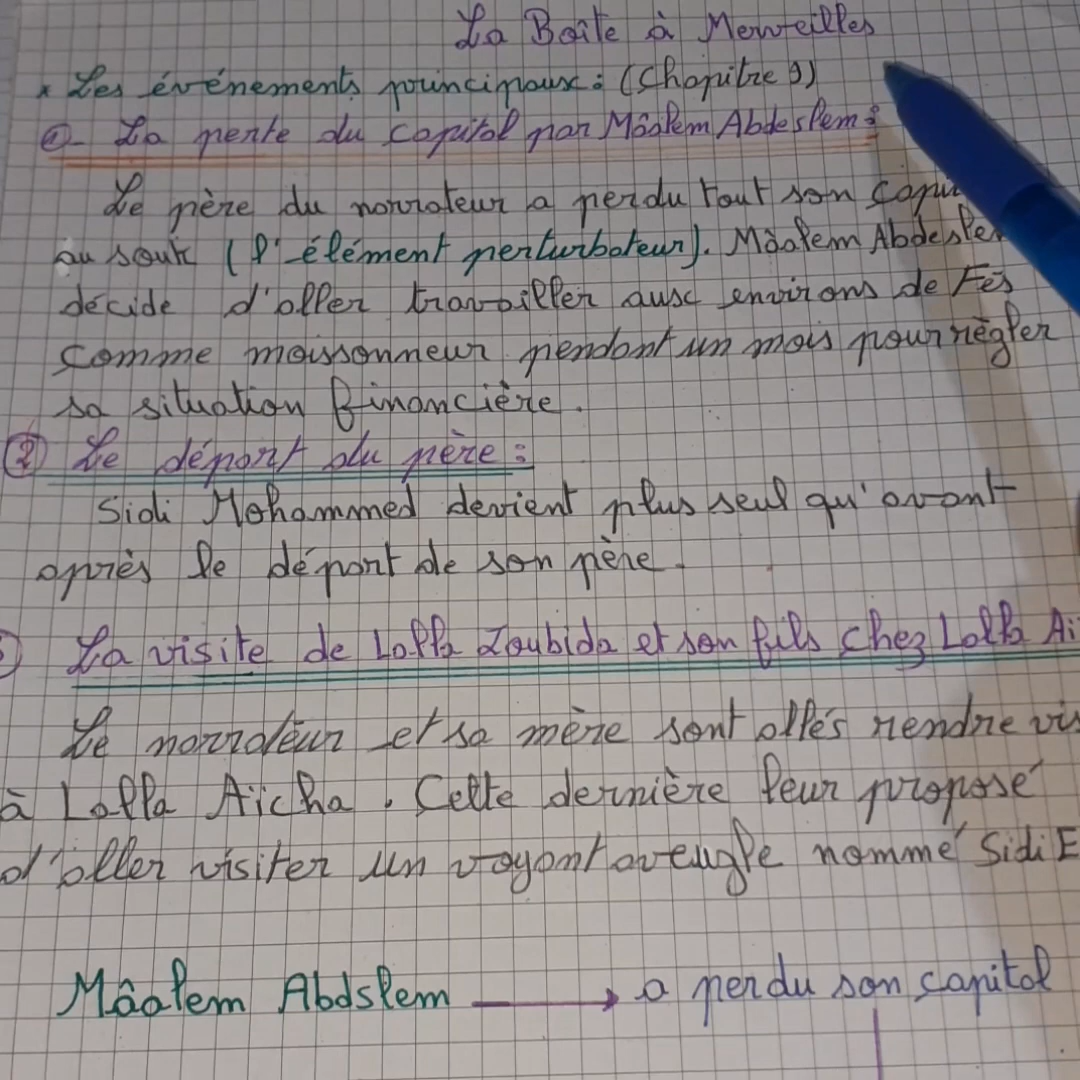 La Boîte à Merveilles
* Les événements principaux : (Chapitre 9)
①- La perte du capital par Mâalem Abdeslem :
Le père du narrateur a perdu tout son
au souk (l'élément perturbateur). Mâalem
décide d'aller travailler aux environs de Fès
comme moissonneur pendant un mois pour règler
sa situation financière.
② Le départ du père :
Sidi Mohammed devient plus seul qu'avant
après le départ de son père.
La visite de Lalla Zoubida et son fils chez Lalla
Le narrateur et sa mère sont allés rendre
à Lalla Aïcha. Cette dernière leur proposé
d'aller visiter un voyant aveugle nommé Sidi
Mâalem Abdslem → a perdu son capital